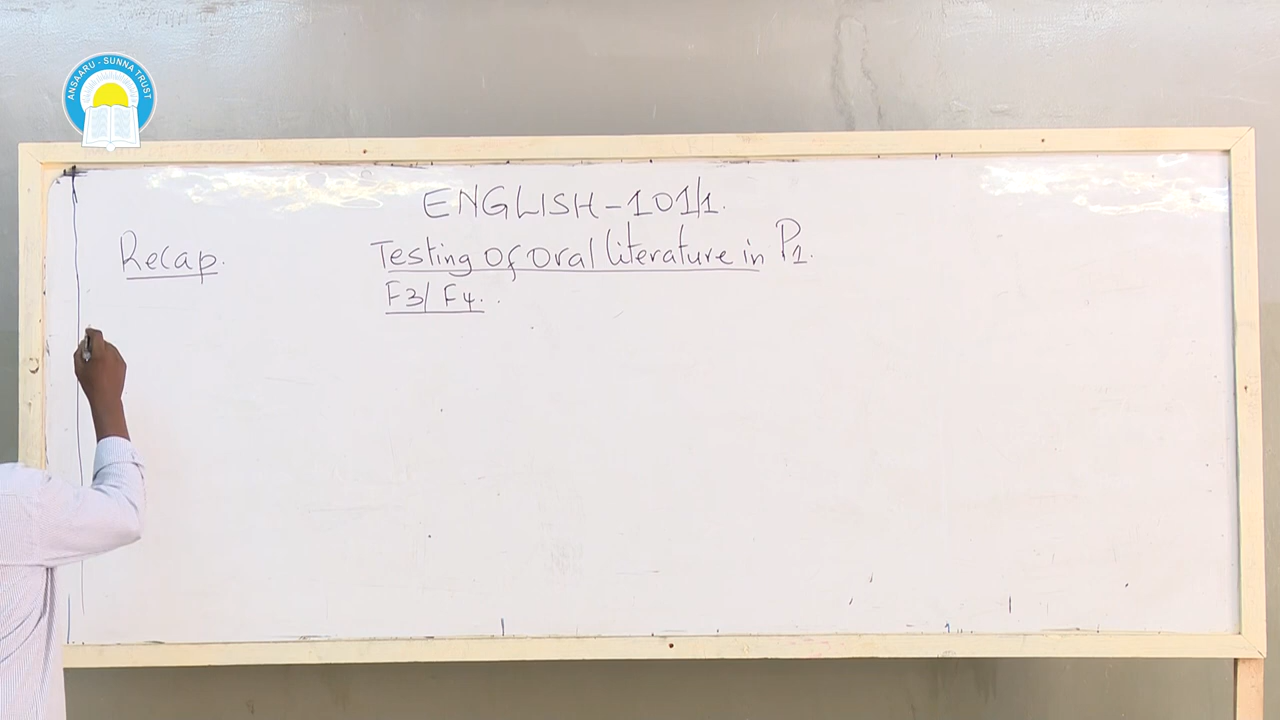 ANSAARU - SUNNA TRUST
ENGLISH - 101/1.
Recap.
Testing Of Oral literature in P1.
F3/ F4. .